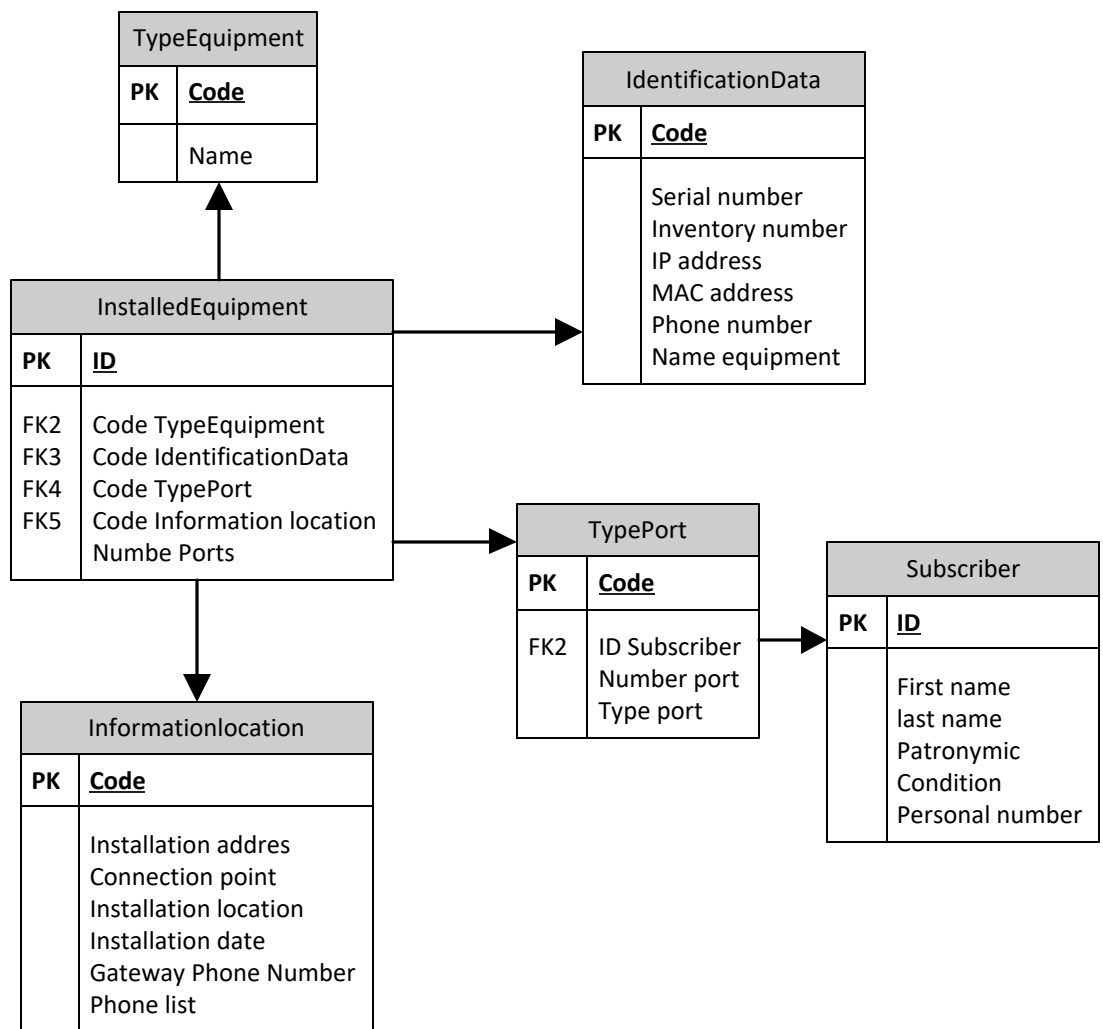 TypeEquipment
PK Code
Name
IdentificationData
PK Code
Serial number
Inventory number
IP address
MAC address
Phone number
Name equipment
InstalledEquipment
PK ID
FK2 Code TypeEquipment
FK3 Code IdentificationData
FK4 Code TypePort
FK5 Code Information location
Numbe Ports
TypePort
PK Code
FK2 ID Subscriber
Number port
Type port
Subscriber
PK ID
First name
last name
Patronymic
Condition
Personal number
Informationlocation
PK Code
Installation addres
Connection point
Installation location
Installation date
Gateway Phone Number
Phone list